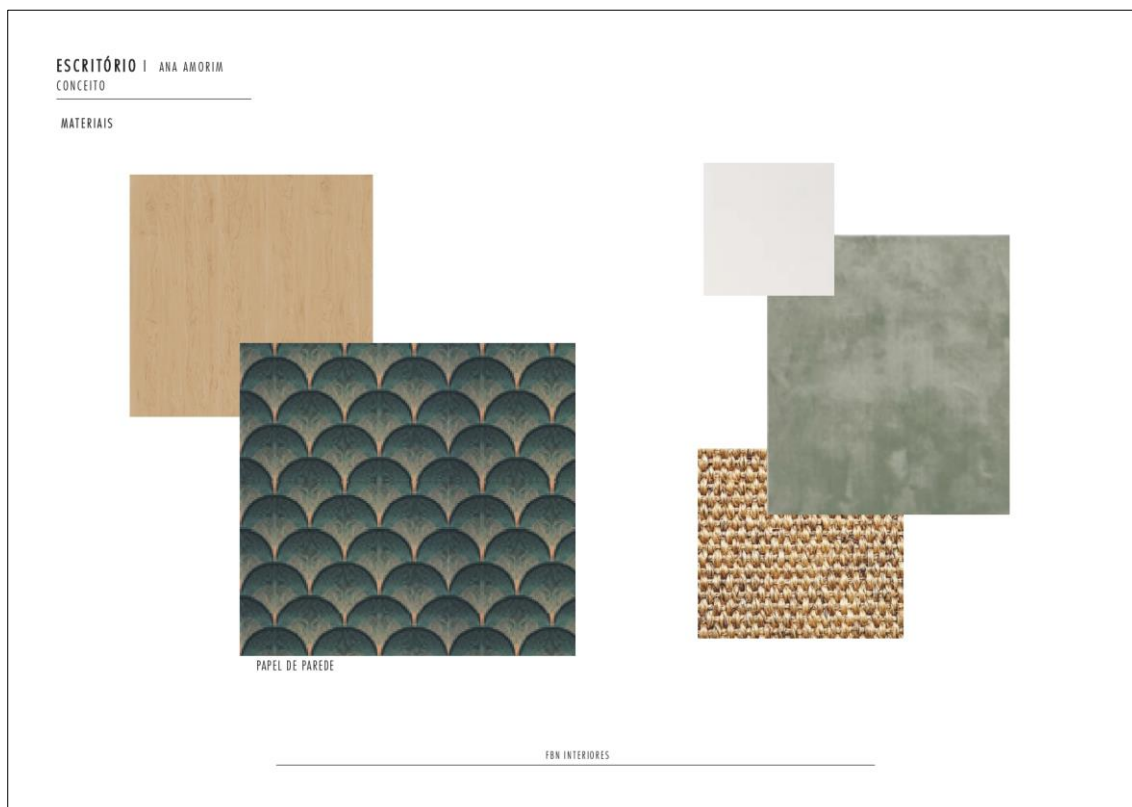 ESCRITÓRIO | ANA AMORIM
CONCEITO
MATERIAIS
PAPEL DE PAREDE
FBN INTERIORES